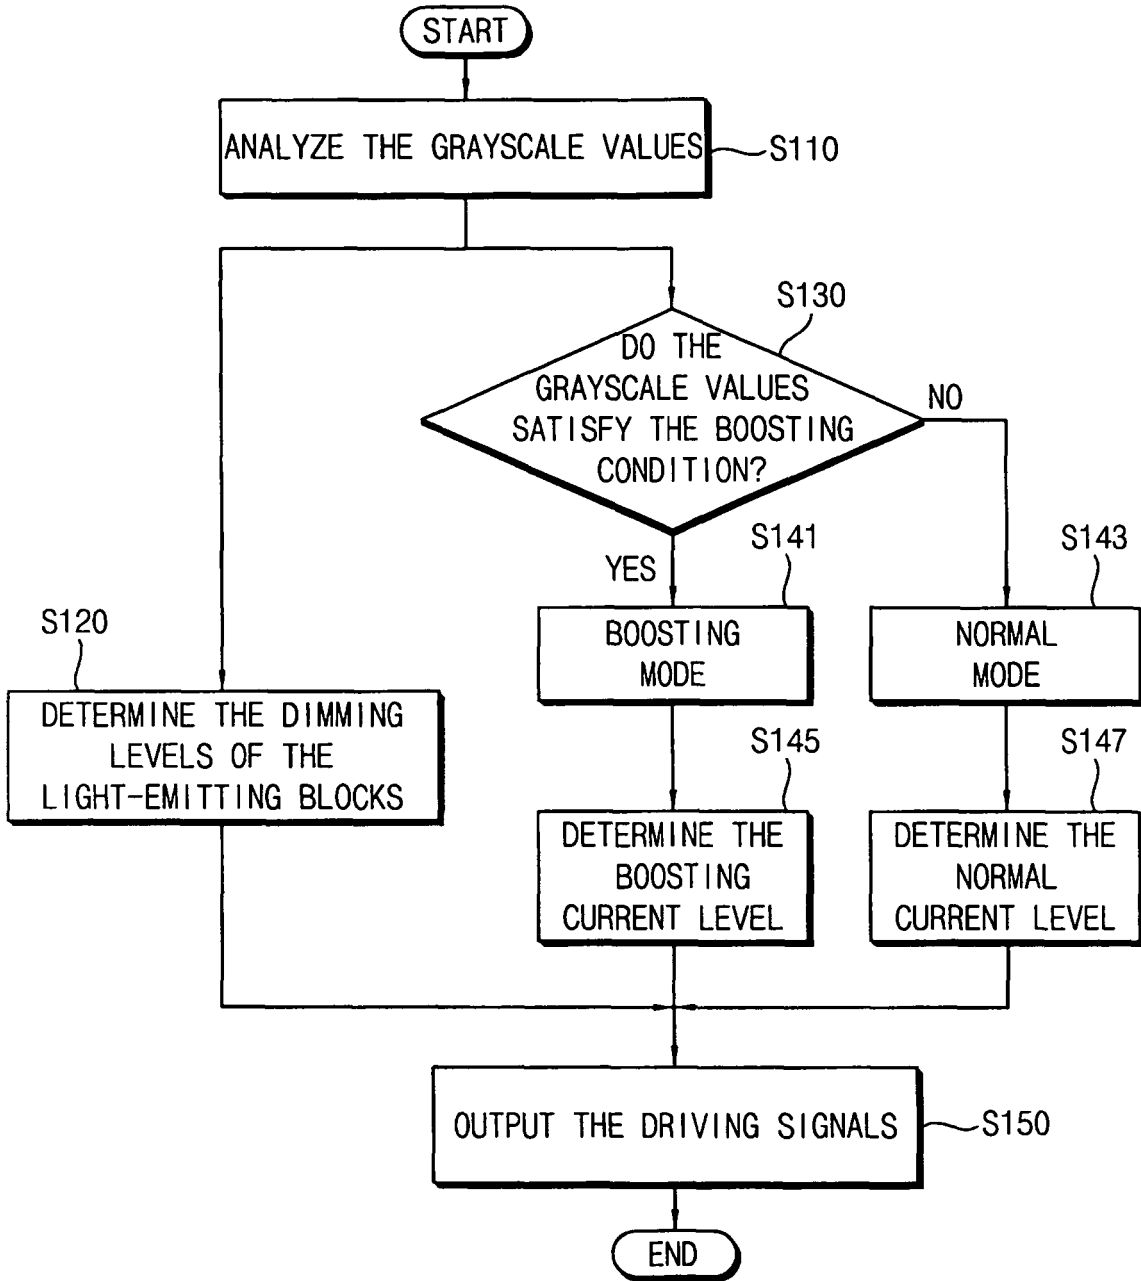 START
ANALYZE THE GRAYSCALE VALUES
S110
S130
DO THE
GRAYSCALE VALUES
SATISFY THE BOOSTING
CONDITION?
NO
YES
S141
S143
BOOSTING
MODE
NORMAL
MODE
S120
DETERMINE THE DIMMING
LEVELS OF THE
LIGHT-EMITTING BLOCKS
S145
S147
DETERMINE THE
BOOSTING
CURRENT LEVEL
DETERMINE THE
NORMAL
CURRENT LEVEL
OUTPUT THE DRIVING SIGNALS
S150
END